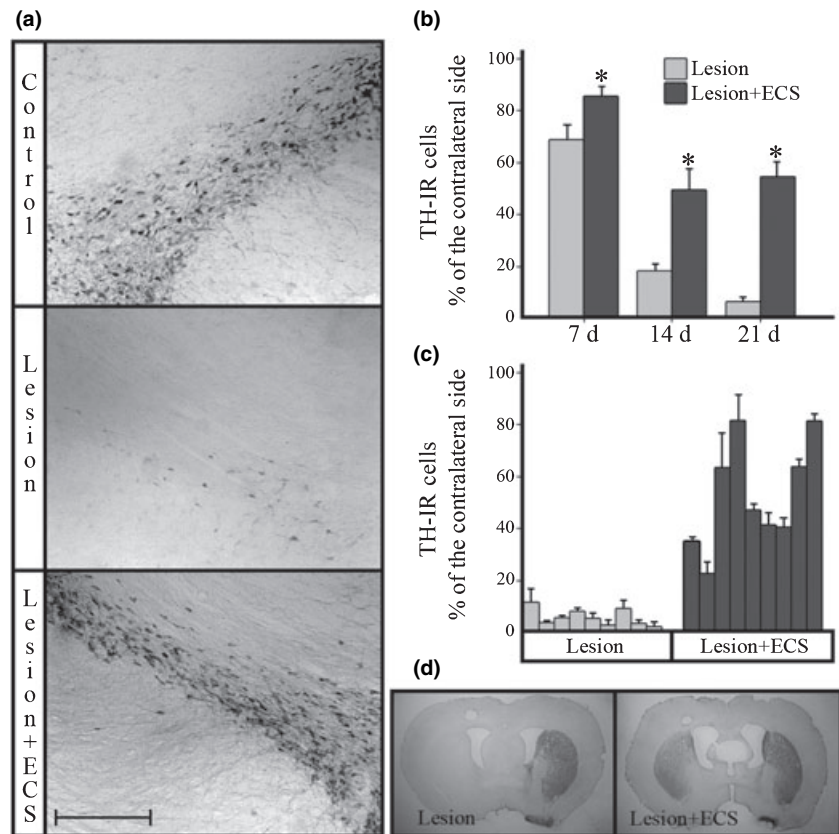 (a)
Control
Lesion
Lesion+ECS
(b)
TH-IR cells
% of the contralateral side
100
80
60
40
20
0
Lesion
Lesion+ECS
*
*
*
7 d
14 d
21 d
(c)
TH-IR cells
% of the contralateral side
100
80
60
40
20
0
Lesion
Lesion+ECS
(d)
Lesion
Lesion+ECS